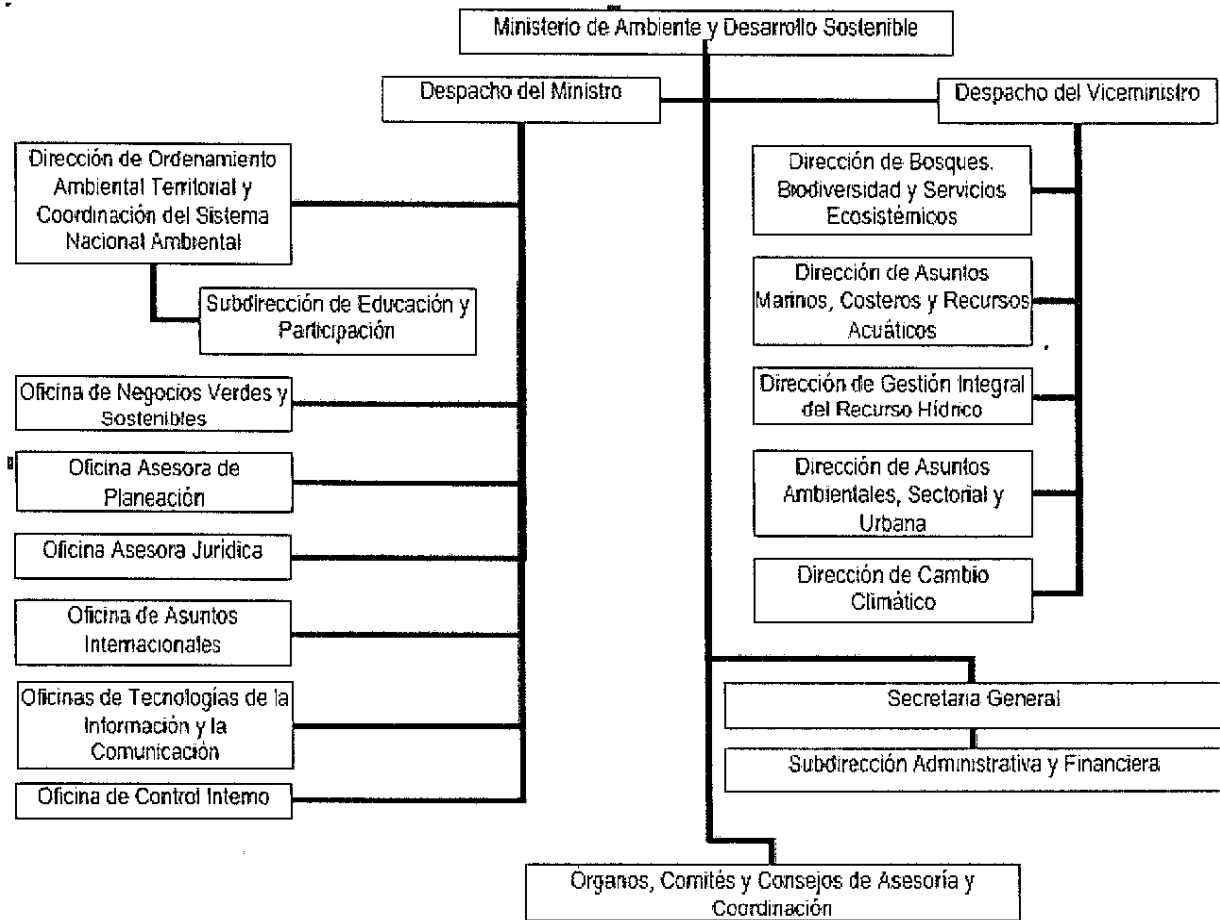 Ministerio de Ambiente y Desarrollo Sostenible
Despacho del Ministro
Despacho del Viceministro
Dirección de Ordenamiento
Ambiental Territorial y
Coordinación del Sistema
Nacional Ambiental
Subdirección de Educación y
Participación
Oficina de Negocios Verdes y
Sostenibles
Oficina Asesora de
Planeación
Oficina Asesora Jurídica
Oficina de Asuntos
Internacionales
Oficinas de Tecnologías de la
Información y la
Comunicación
Oficina de Control Interno
Dirección de Bosques.
Biodiversidad y Servicios
Ecosistémicos
Dirección de Asuntos
Marinos, Costeros y Recursos
Acuáticos
Dirección de Gestión Integral
del Recurso Hídrico
Dirección de Asuntos
Ambientales, Sectorial y
Urbana
Dirección de Cambio
Climático
Secretaria General
Subdirección Administrativa y Financiera
Organos, Comités y Consejos de Asesoría y
Coordinación